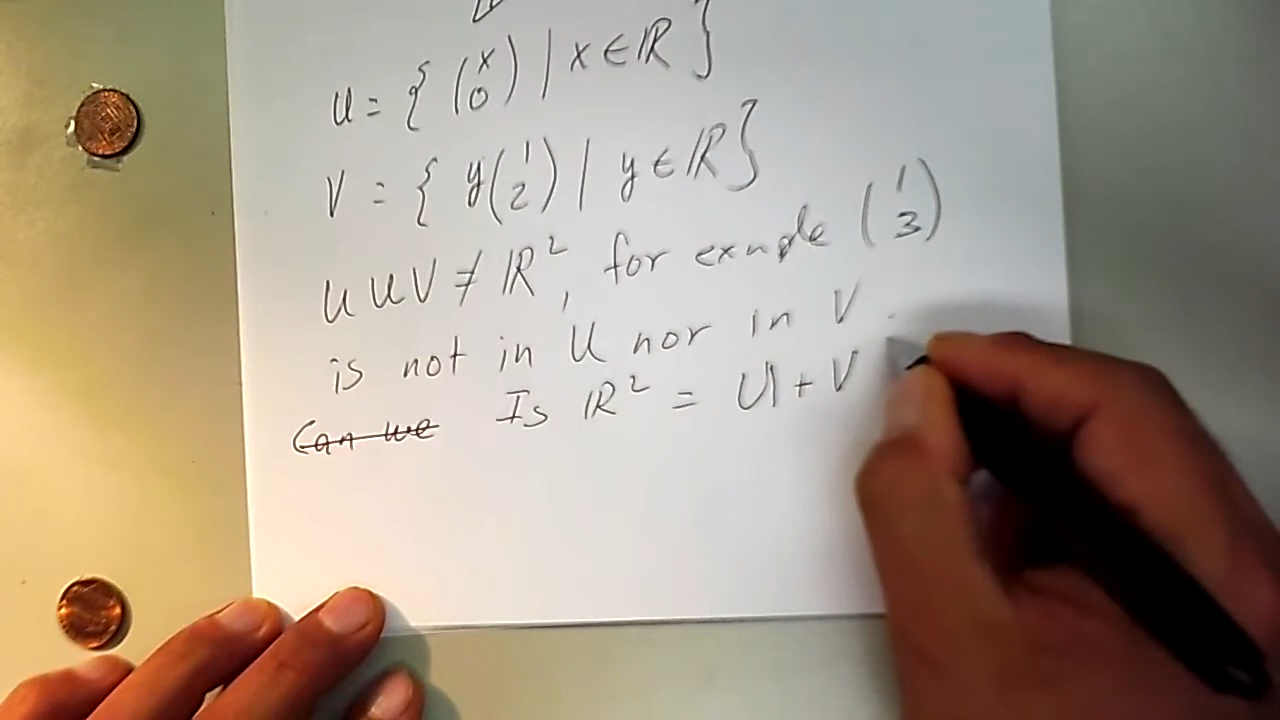 U = { (x 0) | x ∈ ℝ }
V = { y(1 2) | y ∈ ℝ }
U ∪ V ≠ ℝ², for exmple (1 3)
is not in U nor in V.
Can we Is ℝ² = U + V